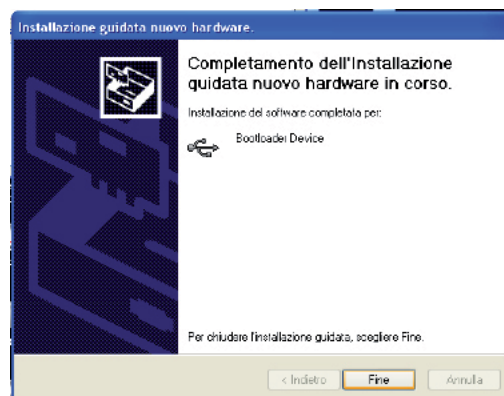 Installazione guidata nuovo hardware.
Completamento dell'Installazione
guidata nuovo hardware in corso.
Installazione del software completata per:
Bootloader Device
Per chiudere l'installazione guidata, scegliere Fine.
< Indietro
Fine
Annulla